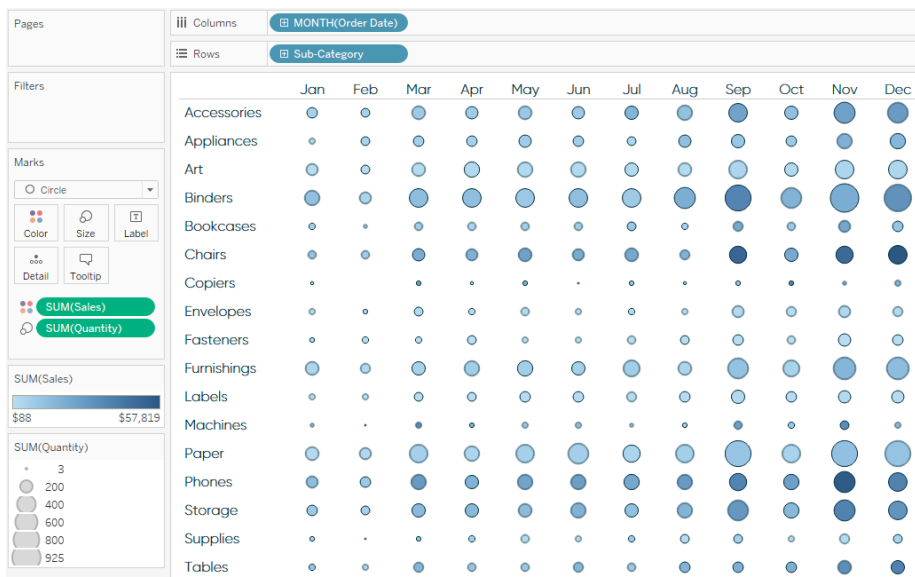 Pages
Columns
MONTH(Order Date)
Rows
Sub-Category
Filters
Marks
Circle
Color Size Label
Detail Tooltip
SUM(Sales)
SUM(Quantity)
SUM(Sales)
$88 $57,819
SUM(Quantity)
3
200
400
600
800
925
Jan Feb Mar Apr May Jun Jul Aug Sep Oct Nov Dec
Accessories
Appliances
Art
Binders
Bookcases
Chairs
Copiers
Envelopes
Fasteners
Furnishings
Labels
Machines
Paper
Phones
Storage
Supplies
Tables